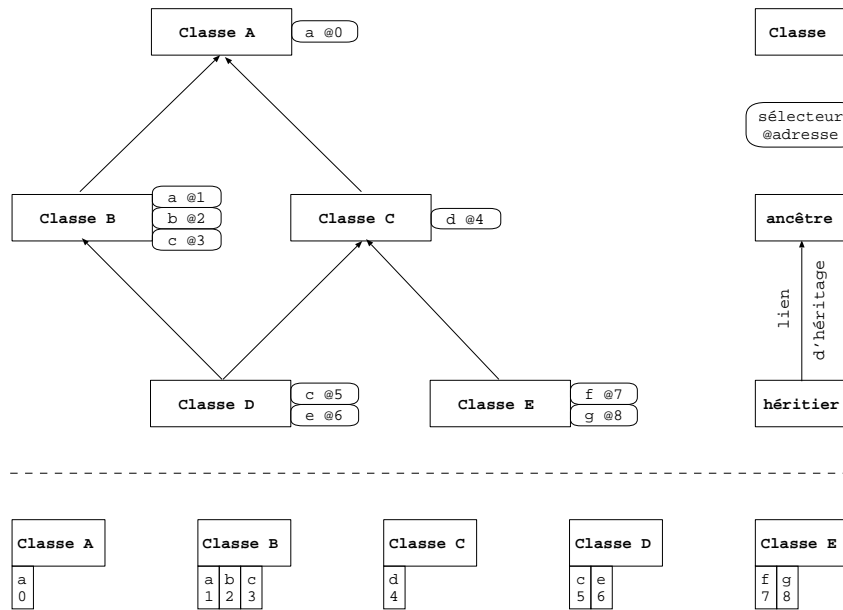 Classe A
a @0
Classe
sélecteur
@adresse
Classe B
a @1
b @2
c @3
Classe C
d @4
ancêtre
lien
d'héritage
Classe D
c @5
e @6
Classe E
f @7
g @8
héritier
Classe A
a
0
Classe B
a b c
1 2 3
Classe C
d
4
Classe D
c e
5 6
Classe E
f g
7 8